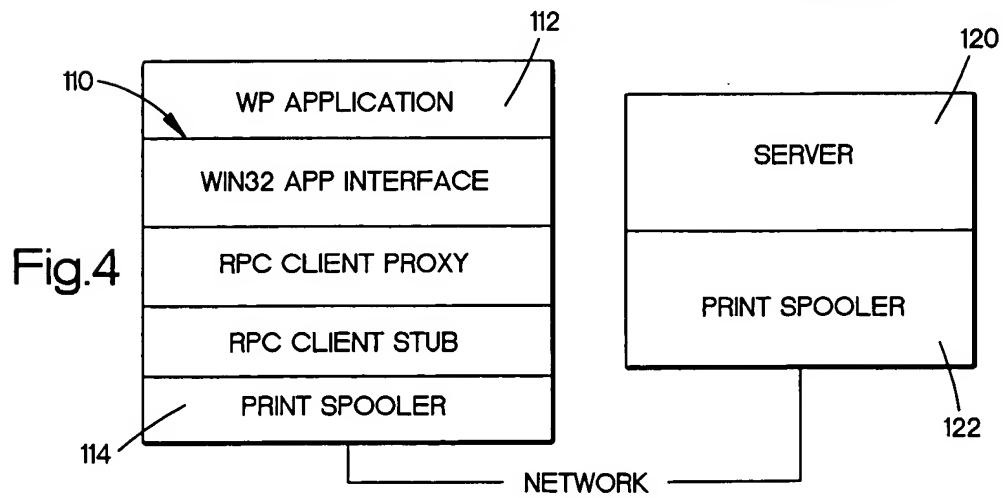 112
120
110
WP APPLICATION
WIN32 APP INTERFACE
SERVER
Fig.4
RPC CLIENT PROXY
PRINT SPOOLER
RPC CLIENT STUB
PRINT SPOOLER
114
122
NETWORK